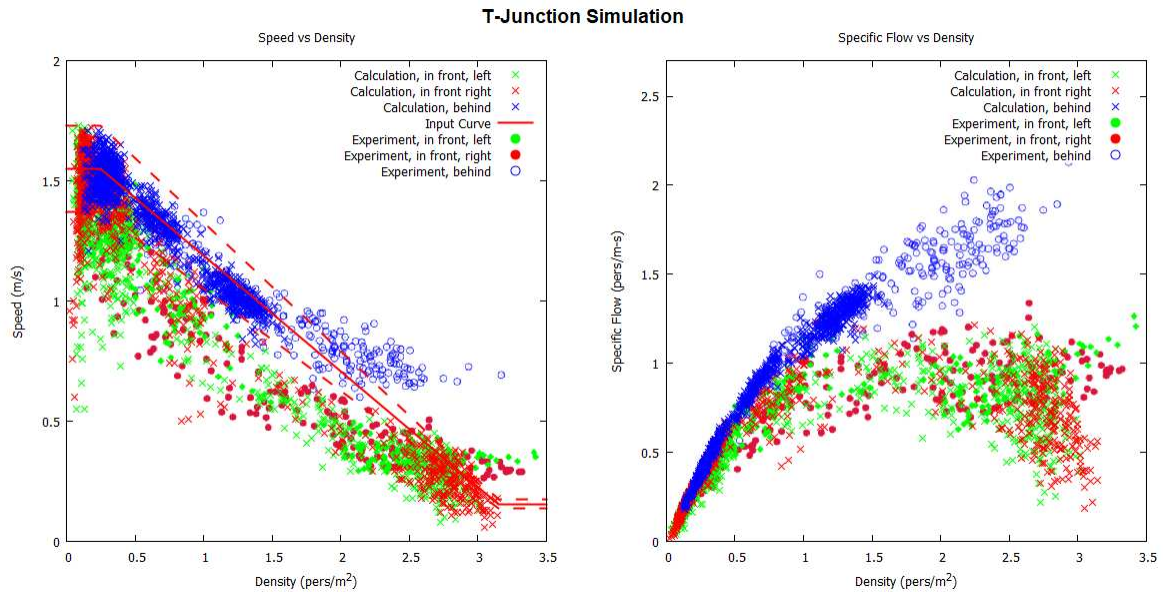 T-Junction Simulation
Speed vs Density
2
1.5
1
0.5
0
Speed (m/s)
Calculation, in front, left
Calculation, in front right
Calculation, behind
Input Curve
Experiment, in front, left
Experiment, in front, right
Experiment, behind
0 0.5 1 1.5 2 2.5 3 3.5
Density (pers/m²)
Specific Flow vs Density
2.5
2
1.5
1
0.5
0
Specific Flow (pers/m-s)
Calculation, in front, left
Calculation, in front right
Calculation, behind
Experiment, in front, left
Experiment, in front, right
Experiment, behind
0 0.5 1 1.5 2 2.5 3 3.5
Density (pers/m²)